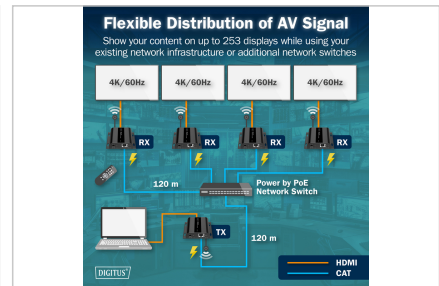 Flexible Distribution of AV Signal
Show your content on up to 253 displays while using your
existing network infrastructure or additional network switches
4K/60Hz 4K/60Hz 4K/60Hz 4K/60Hz
RX RX RX RX
120 m
Power by PoE
Network Switch
TX
120 m
DIGITUS®
HDMI
CAT